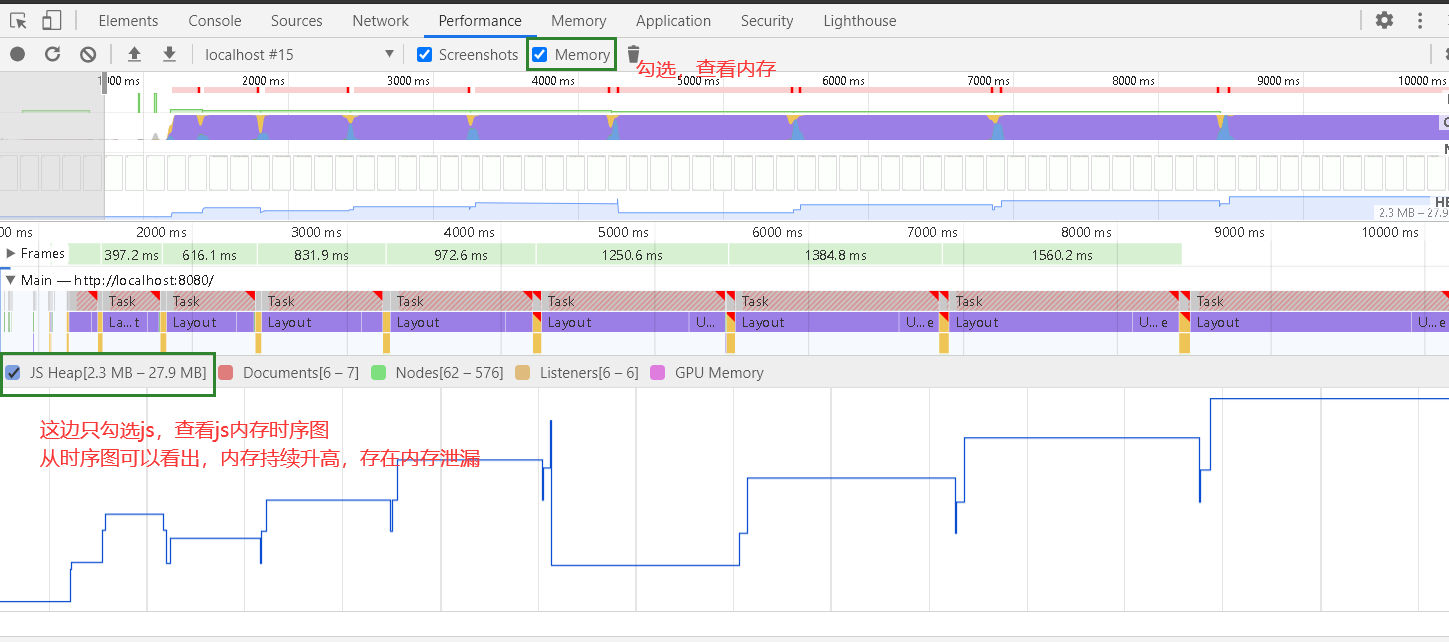 Elements Console Sources Network Performance Memory Application Security Lighthouse
localhost #15 Screenshots Memory
勾选，查看内存
1000 ms 2000 ms 3000 ms 4000 ms 5000 ms 6000 ms 7000 ms 8000 ms 9000 ms 10000 ms
HE
2.3 MB – 27.9
00 ms 2000 ms 3000 ms 4000 ms 5000 ms 6000 ms 7000 ms 8000 ms 9000 ms 10000 ms
Frames 397.2 ms 616.1 ms 831.9 ms 972.6 ms 1250.6 ms 1384.8 ms 1560.2 ms
Main — http://localhost:8080/
Task Task Task Task Task Task Task Task
La...t Layout Layout Layout Layout U... Layout U...e Layout U...e Layout U...e
JS Heap[2.3 MB – 27.9 MB] Documents[6 – 7] Nodes[62 – 576] Listeners[6 – 6] GPU Memory
这边只勾选js，查看js内存时序图
从时序图可以看出，内存持续升高，存在内存泄漏